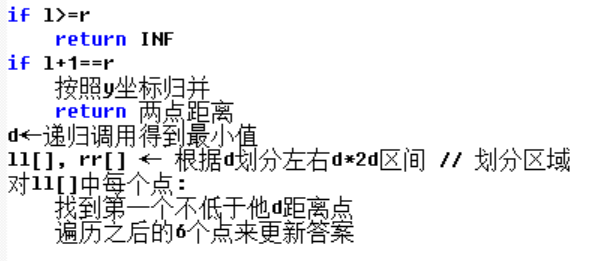 if l>=r
return INF
if l+1==r
按照y坐标归并
return 两点距离
d←递归调用得到最小值
ll[], rr[] ← 根据d划分左右d*2d区间 // 划分区域
对ll[]中每个点:
找到第一个不低于他d距离点
遍历之后的6个点来更新答案